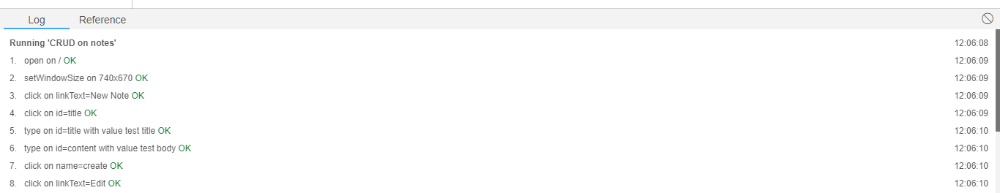 Log Reference
Running 'CRUD on notes' 12:06:08
1. open on / OK 12:06:09
2. setWindowSize on 740x670 OK 12:06:09
3. click on linkText=New Note OK 12:06:09
4. click on id=title OK 12:06:09
5. type on id=title with value test title OK 12:06:10
6. type on id=content with value test body OK 12:06:10
7. click on name=create OK 12:06:10
8. click on linkText=Edit OK 12:06:10